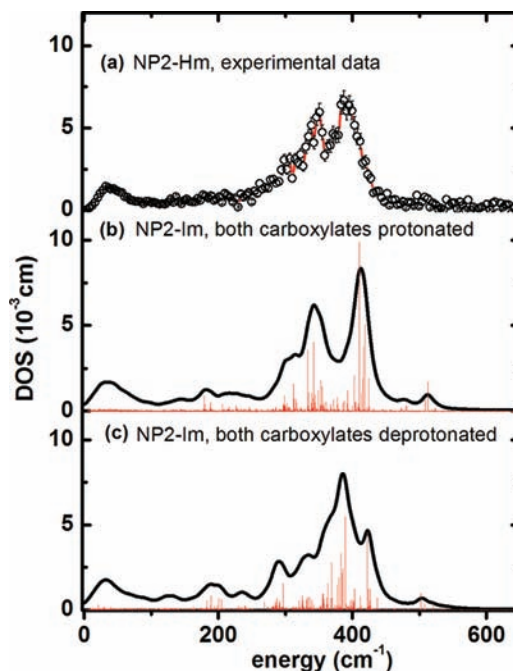 (a) NP2-Hm, experimental data
10
5
0
(b) NP2-Im, both carboxylates protonated
10
5
0
(c) NP2-Im, both carboxylates deprotonated
10
5
0
DOS (10⁻³cm)
0 200 400 600
energy (cm⁻¹)